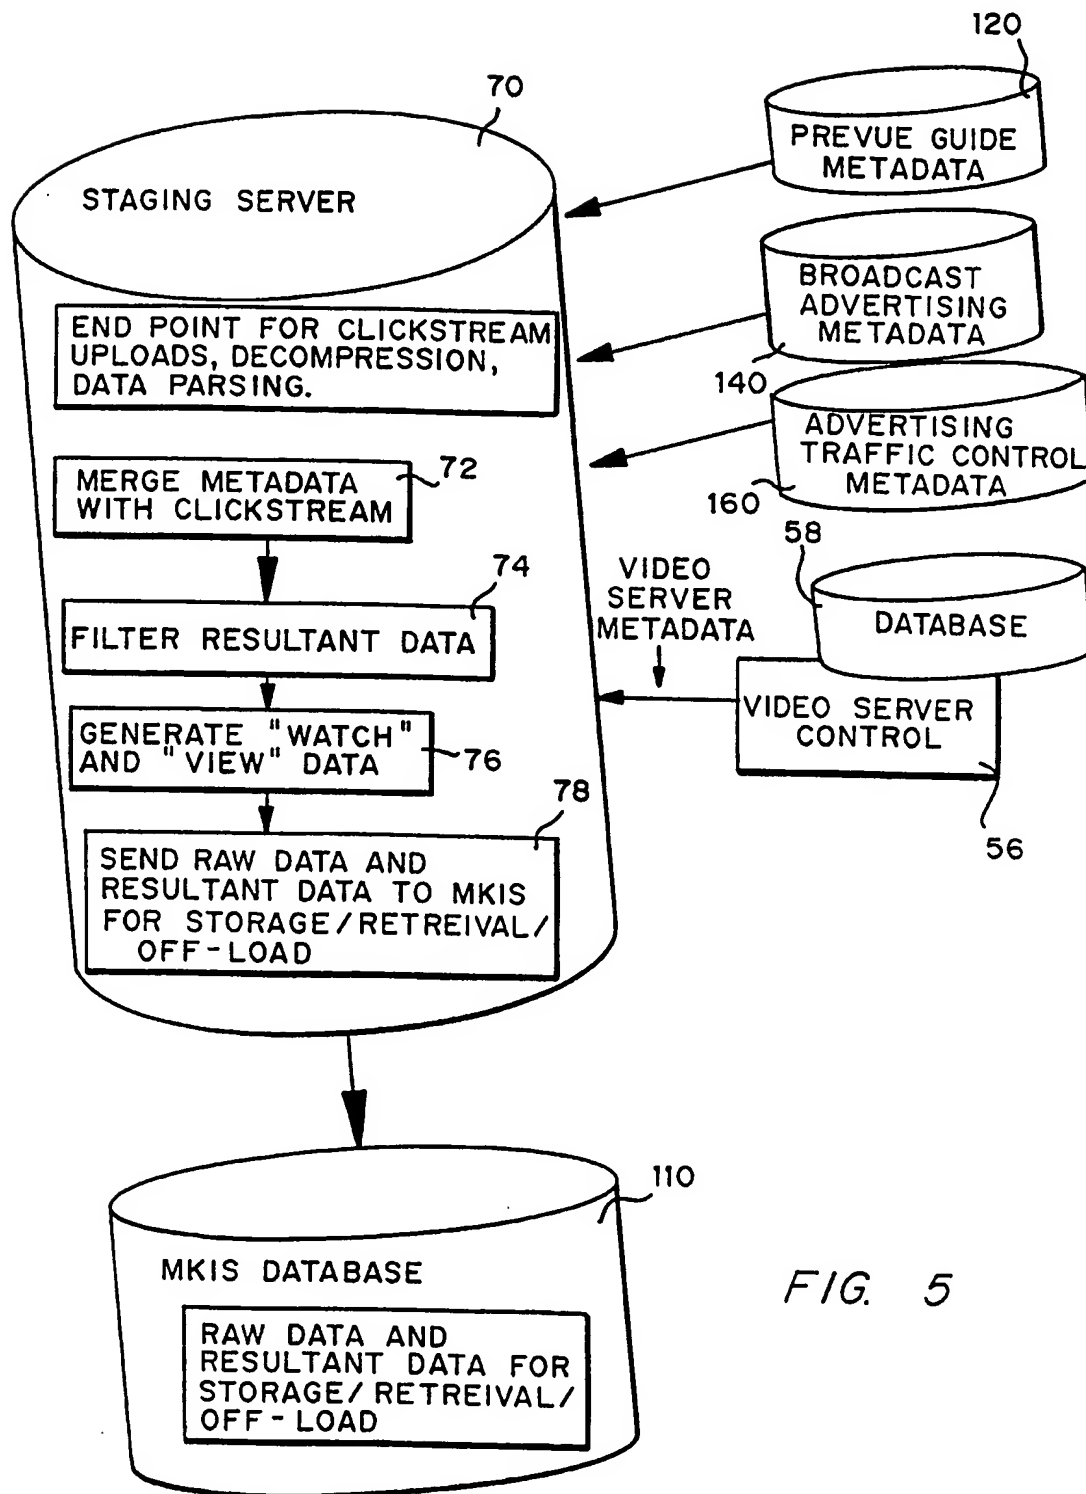 120
70
PREVUE GUIDE
METADATA
STAGING SERVER
BROADCAST
ADVERTISING
METADATA
140
END POINT FOR CLICKSTREAM
UPLOADS, DECOMPRESSION,
DATA PARSING.
ADVERTISING
TRAFFIC CONTROL
METADATA
160
72
MERGE METADATA
WITH CLICKSTREAM
58
DATABASE
74
VIDEO
SERVER
METADATA
FILTER RESULTANT DATA
VIDEO SERVER
CONTROL
56
GENERATE "WATCH"
AND "VIEW" DATA
76
78
SEND RAW DATA AND
RESULTANT DATA TO MKIS
FOR STORAGE/RETREIVAL/
OFF-LOAD
110
MKIS DATABASE
RAW DATA AND
RESULTANT DATA FOR
STORAGE/RETREIVAL/
OFF-LOAD
FIG. 5